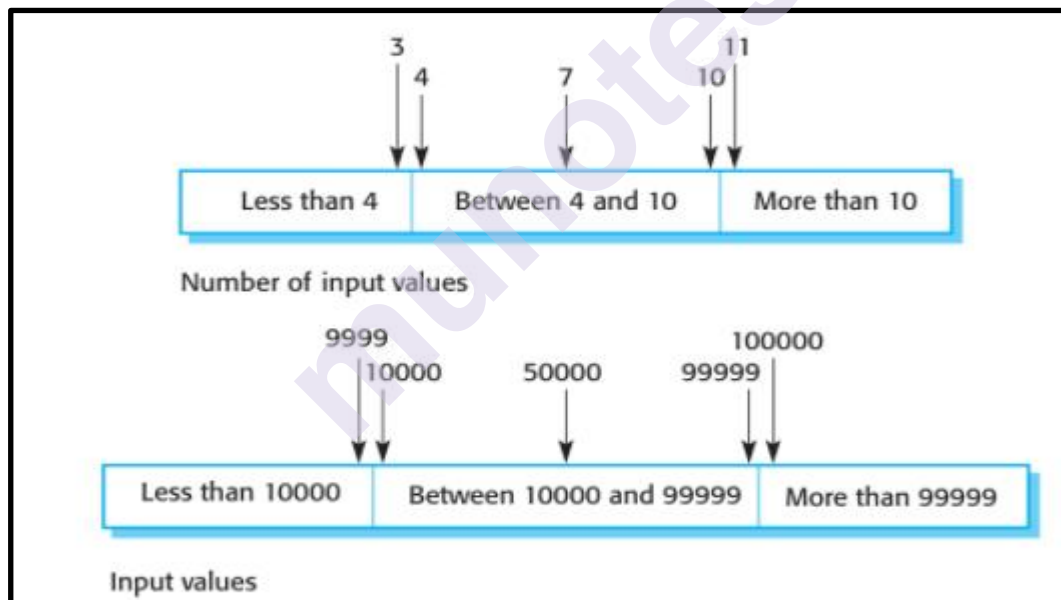 3 11
4 7 10
Less than 4 Between 4 and 10 More than 10
Number of input values
9999 100000
10000 50000 99999
Less than 10000 Between 10000 and 99999 More than 99999
Input values
munotes